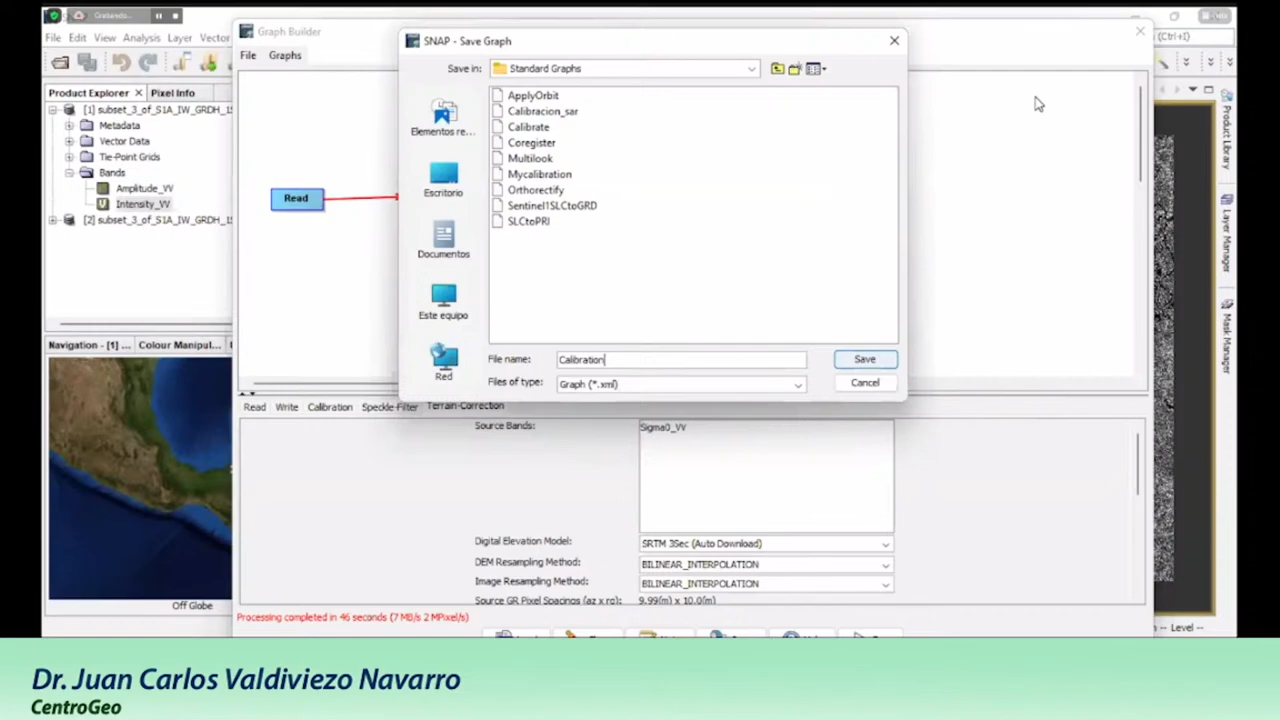 Grabando...
File Edit View Analysis Layer Vector
(Ctrl+I)
Product Explorer × Pixel Info
[1] subset_3_of_S1A_IW_GRDH_1S
Metadata
Vector Data
Tie-Point Grids
Bands
Amplitude_VV
Intensity_VV
[2] subset_3_of_S1A_IW_GRDH_1S
Navigation - [1] ...
Colour Manipul...
Off Globe
Graph Builder
File Graphs
Read
SNAP - Save Graph
Save in: Standard Graphs
Elementos re...
Escritorio
Documentos
Este equipo
Red
ApplyOrbit
Calibracion_sar
Calibrate
Coregister
Multilook
Mycalibration
Orthorectify
Sentinel1SLCtoGRD
SLCtoPRI
File name: Calibration
Save
Files of type: Graph (*.xml)
Cancel
Read Write Calibration Speckle-Filter Terrain-Correction
Source Bands: Sigma0_VV
Digital Elevation Model: SRTM 3Sec (Auto Download)
DEM Resampling Method: BILINEAR_INTERPOLATION
Image Resampling Method: BILINEAR_INTERPOLATION
Source GR Pixel Spacings (az x rg): 9.99(m) x 10.0(m)
Processing completed in 46 seconds (7 MB/s 2 MPixel/s)
Product Library
Layer Manager
Mask Manager
-- Level --
Dr. Juan Carlos Valdiviezo Navarro
CentroGeo